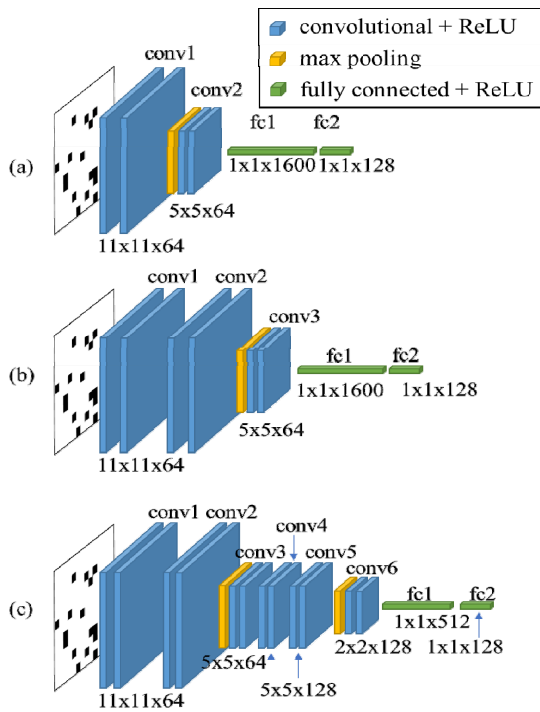 convolutional + ReLU
max pooling
fully connected + ReLU
conv1
conv2
fc1 fc2
(a)
1x1x1600 1x1x128
5x5x64
11x11x64
conv1 conv2
conv3
fc1 fc2
(b)
1x1x1600 1x1x128
5x5x64
11x11x64
conv4
conv1 conv2
conv3 conv5
conv6
fc1 fc2
(c)
1x1x512
5x5x64 2x2x128 1x1x128
11x11x64 5x5x128